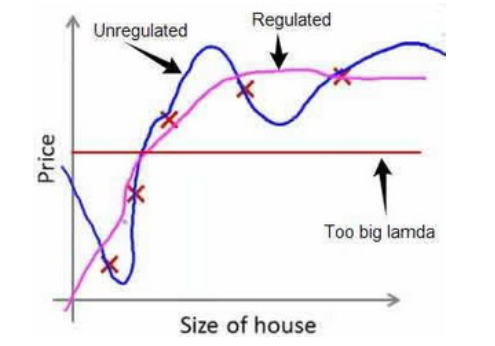 Regulated
Unregulated
Price
Too big lamda
Size of house